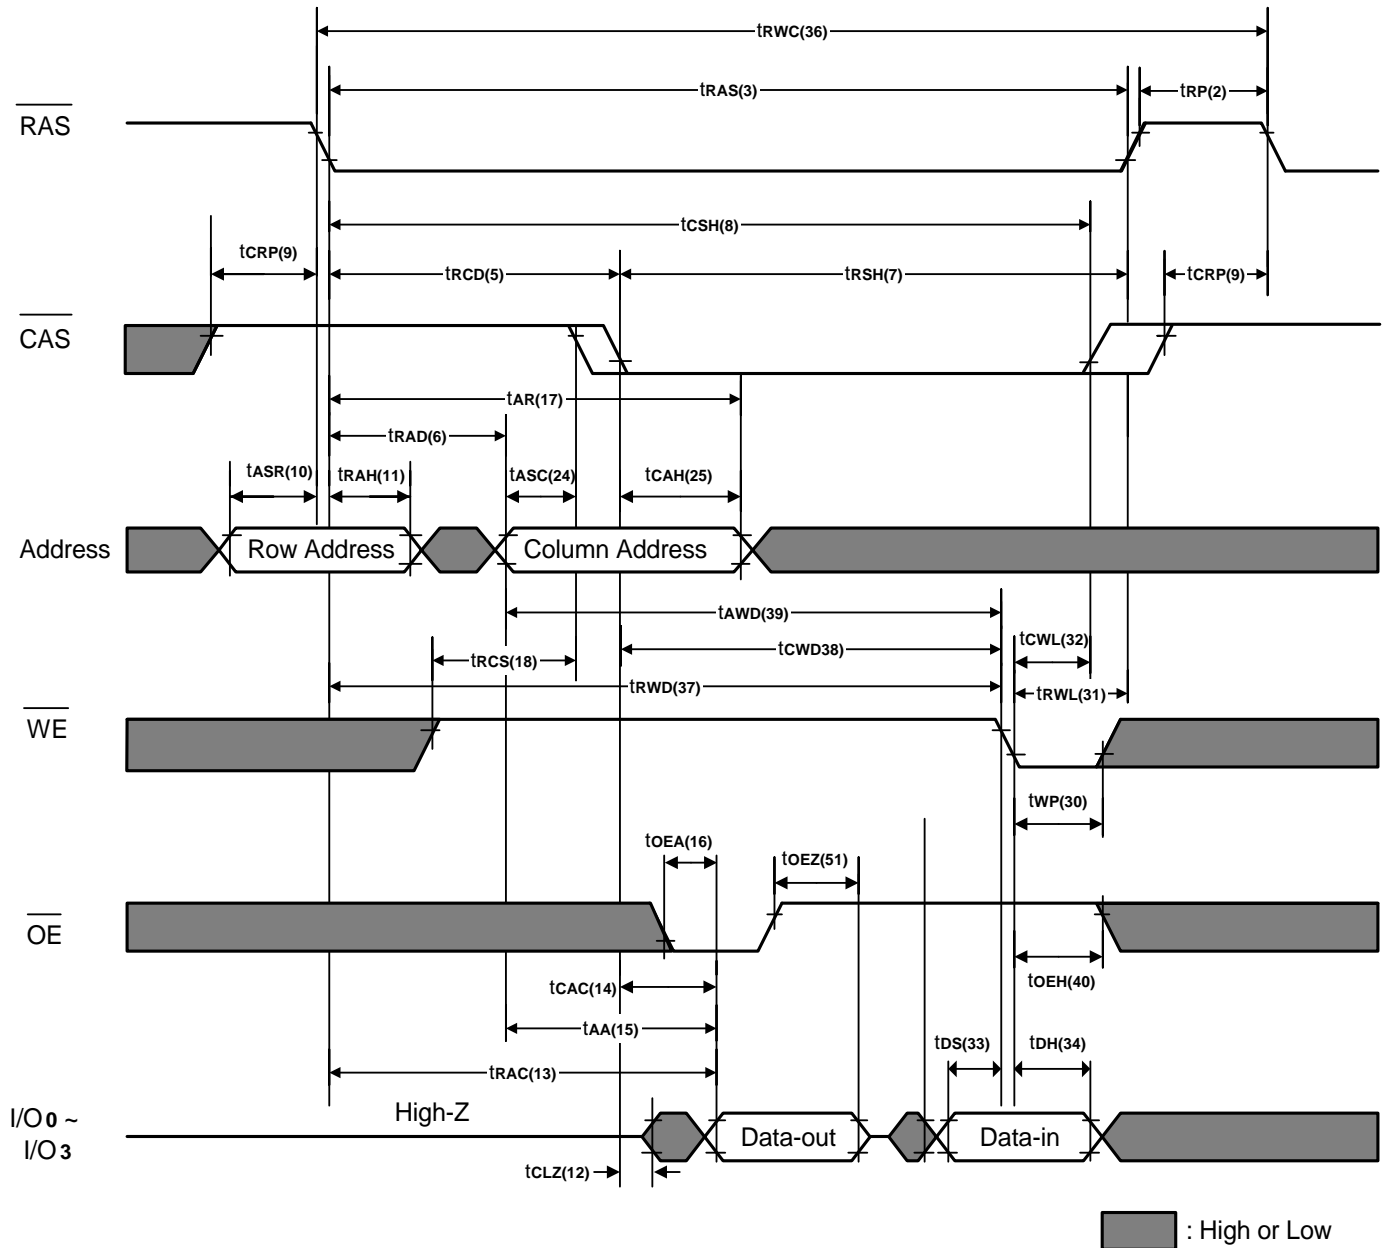 tRWC(36)
tRAS(3)
tRP(2)
RAS
tCSH(8)
tCRP(9)
tRCD(5)
tRSH(7)
tCRP(9)
CAS
tAR(17)
tRAD(6)
tASR(10)
tRAH(11)
tASC(24)
tCAH(25)
Address
Row Address
Column Address
tAWD(39)
tCWD38)
tCWL(32)
tRCS(18)
tRWD(37)
tRWL(31)
WE
tWP(30)
tOEA(16)
tOEZ(51)
OE
tOEH(40)
tCAC(14)
tAA(15)
tDS(33)
tDH(34)
tRAC(13)
High-Z
I/O0 ~
I/O3
Data-out
Data-in
tCLZ(12)
: High or Low